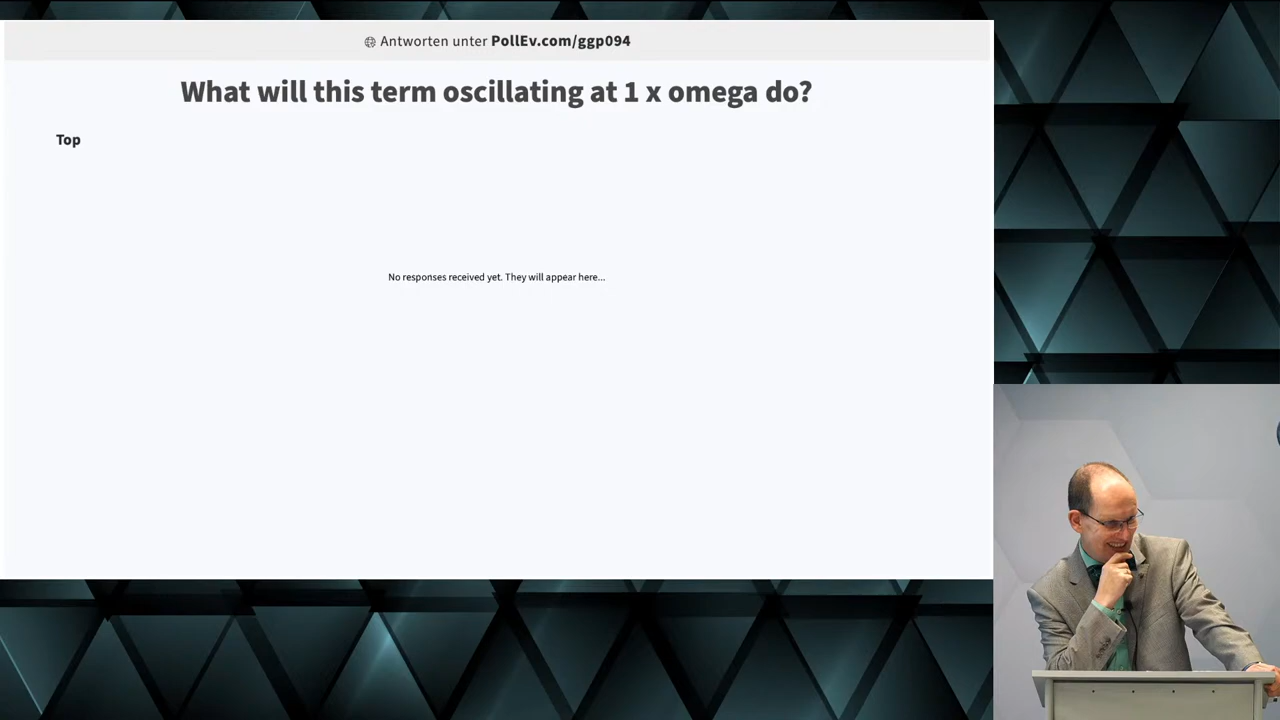 Antworten unter PollEv.com/ggp094
What will this term oscillating at 1 x omega do?
Top
No responses received yet. They will appear here...